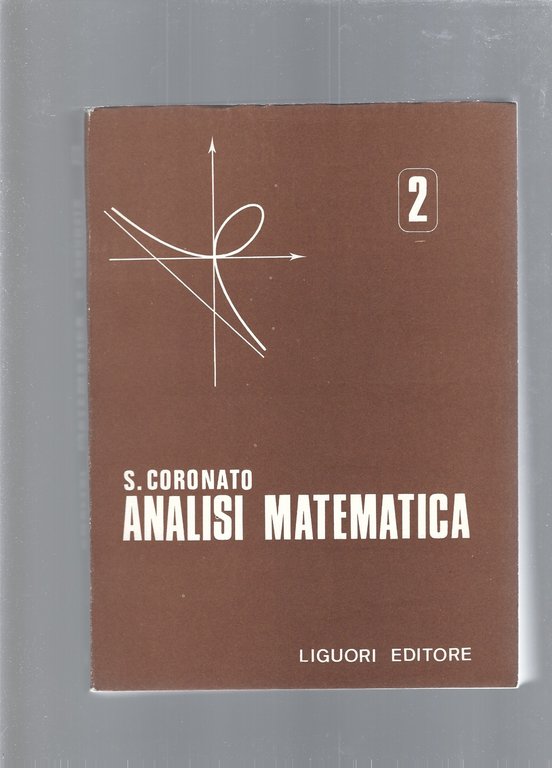 2
S. CORONATO
ANALISI MATEMATICA
LIGUORI EDITORE